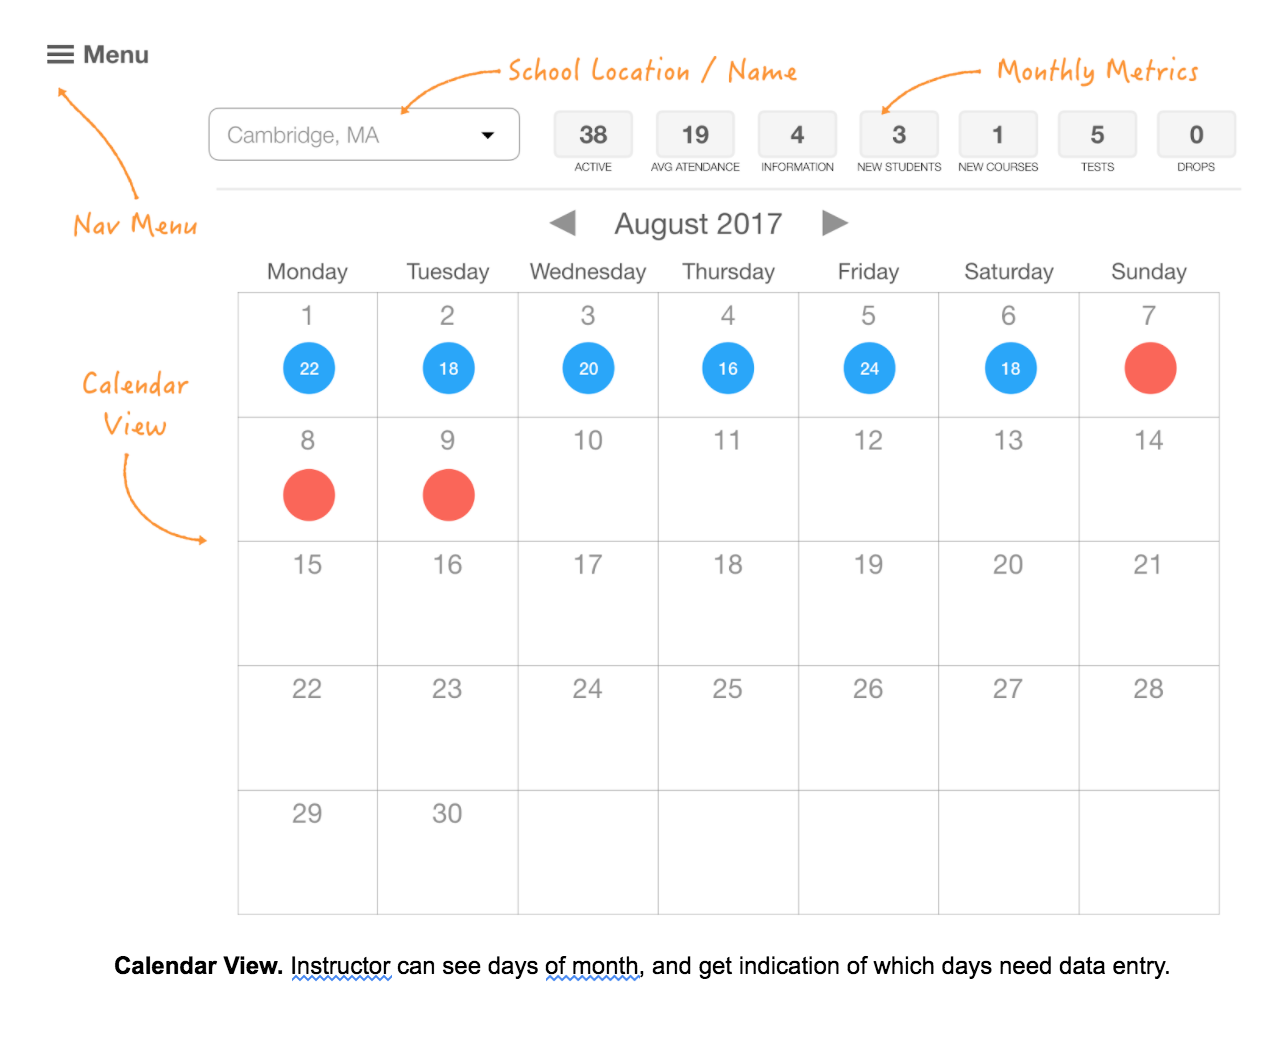 Menu
School Location / Name
Monthly Metrics
Cambridge, MA
38 19 4 3 1 5 0
ACTIVE AVG ATENDANCE INFORMATION NEW STUDENTS NEW COURSES TESTS DROPS
Nav Menu
August 2017
Monday Tuesday Wednesday Thursday Friday Saturday Sunday
1 2 3 4 5 6 7
22 18 20 16 24 18
Calendar
View
8 9 10 11 12 13 14
15 16 17 18 19 20 21
22 23 24 25 26 27 28
29 30
Calendar View. Instructor can see days of month, and get indication of which days need data entry.